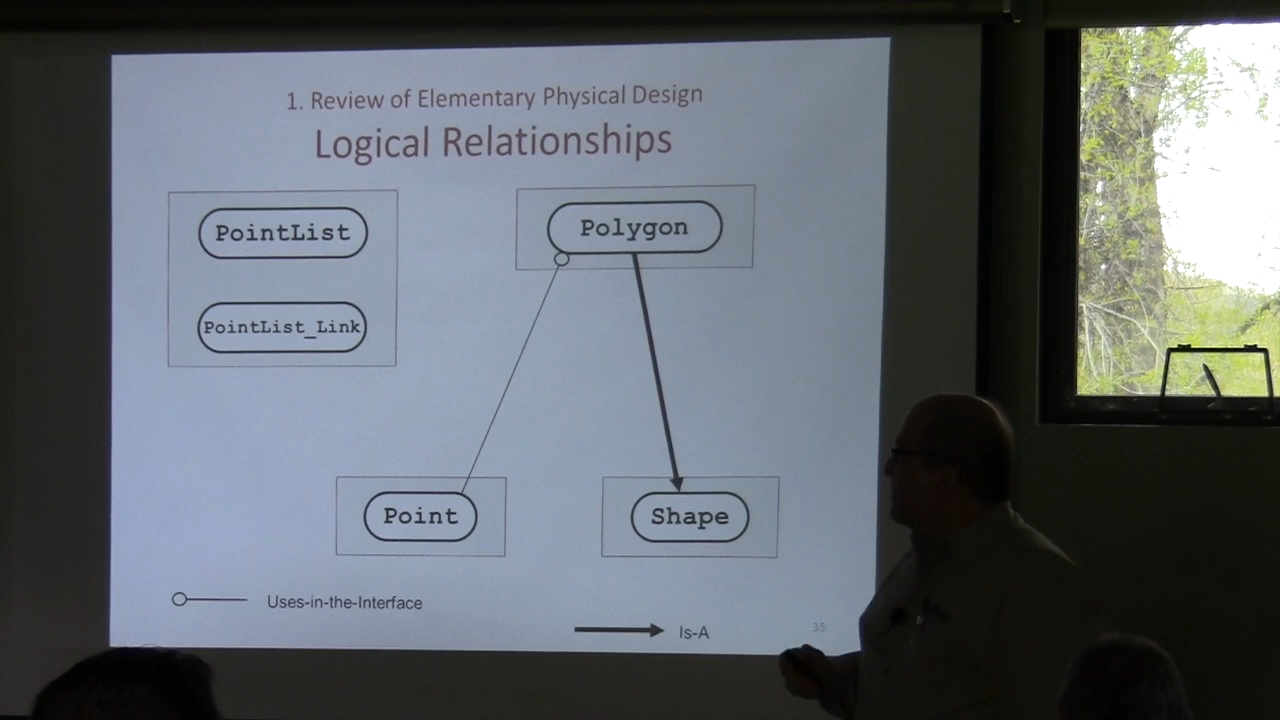 1. Review of Elementary Physical Design
Logical Relationships
PointList
Polygon
PointList_Link
Point
Shape
Uses-in-the-Interface
Is-A
35